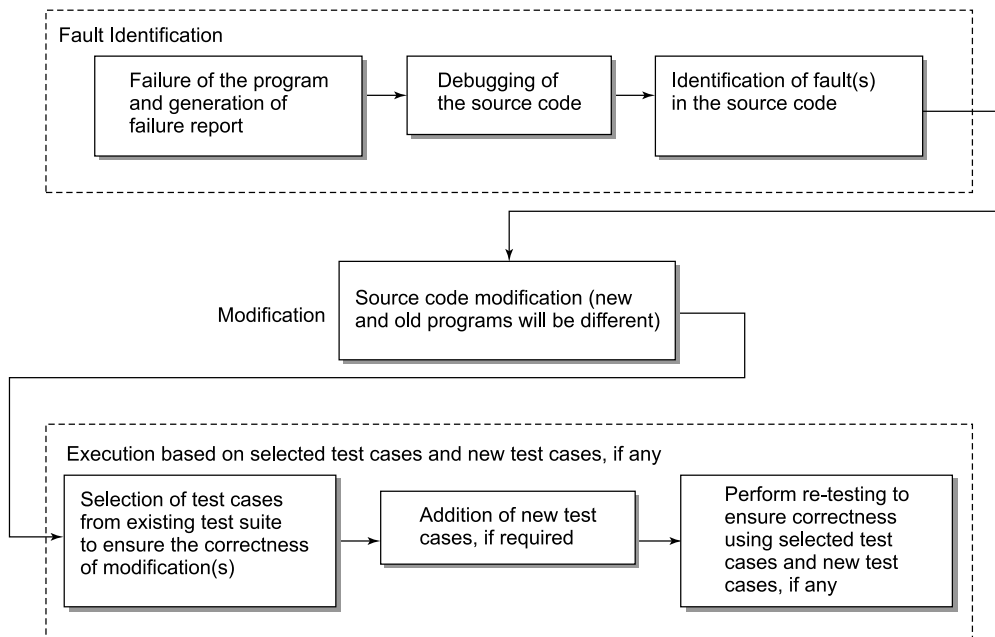 Fault Identification
Failure of the program
and generation of
failure report
Debugging of
the source code
Identification of fault(s)
in the source code
Modification
Source code modification (new
and old programs will be different)
Execution based on selected test cases and new test cases, if any
Selection of test cases
from existing test suite
to ensure the correctness
of modification(s)
Addition of new test
cases, if required
Perform re-testing to
ensure correctness
using selected test
cases and new test
cases, if any